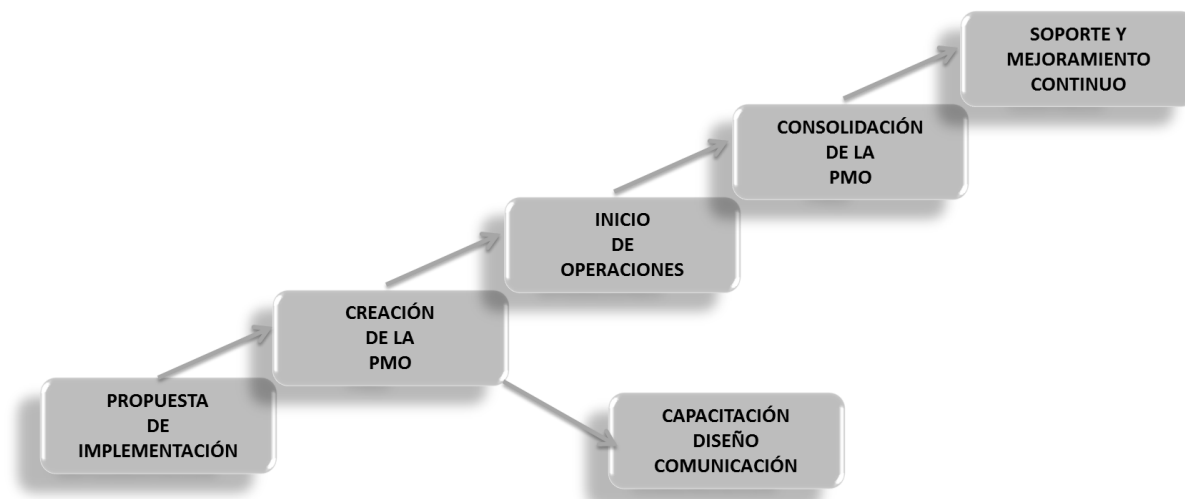 SOPORTE Y
MEJORAMIENTO
CONTINUO
CONSOLIDACIÓN
DE LA
PMO
INICIO
DE
OPERACIONES
CREACIÓN
DE LA
PMO
PROPUESTA
DE
IMPLEMENTACIÓN
CAPACITACIÓN
DISEÑO
COMUNICACIÓN